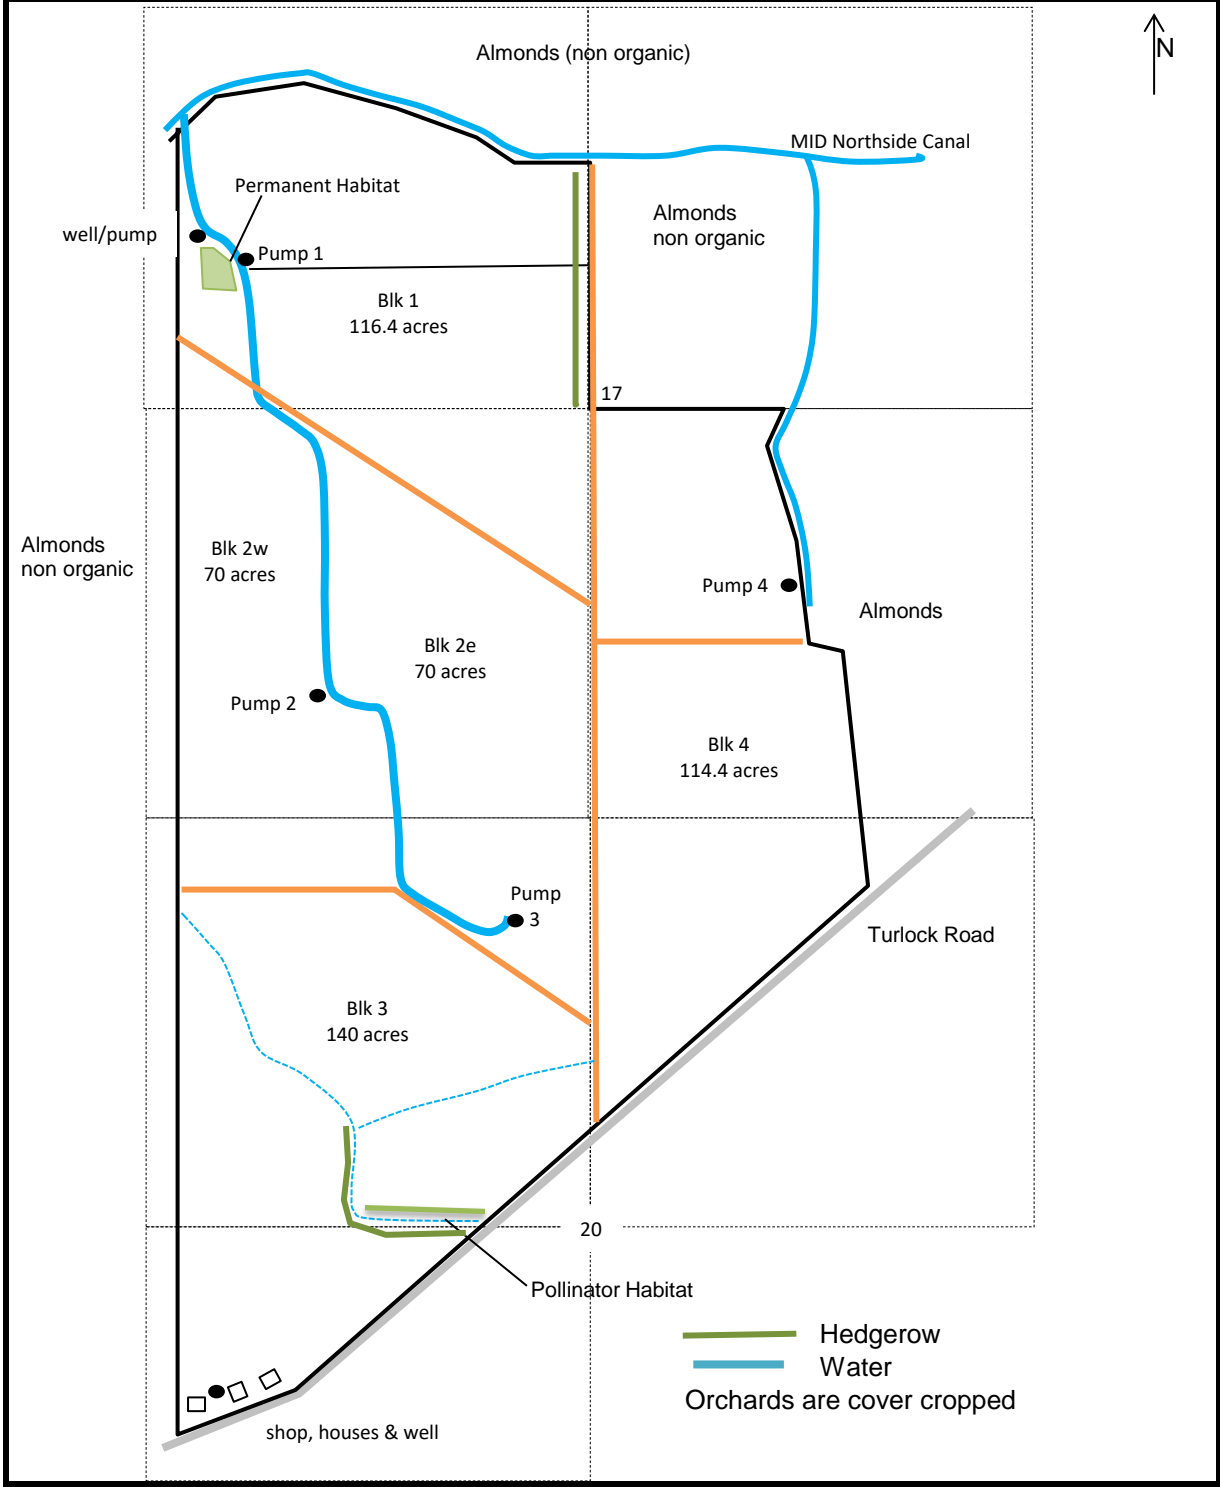 Almonds (non organic)
N
MID Northside Canal
Permanent Habitat
Almonds
non organic
well/pump
Pump 1
Blk 1
116.4 acres
17
Almonds
non organic
Blk 2w
70 acres
Pump 4
Almonds
Blk 2e
70 acres
Pump 2
Blk 4
114.4 acres
Pump
3
Turlock Road
Blk 3
140 acres
20
Pollinator Habitat
Hedgerow
Water
Orchards are cover cropped
shop, houses & well